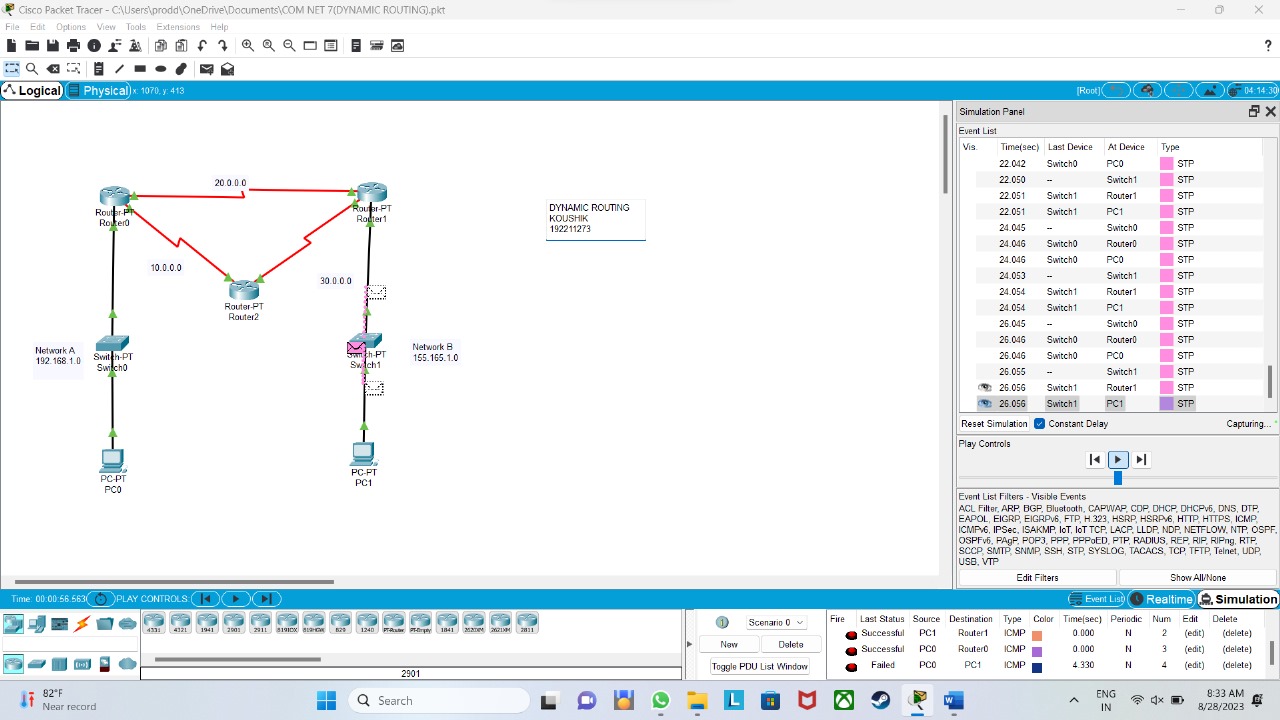 Cisco Packet Tracer - C:\Users\prodd\OneDrive\Documents\COM NET 7(DYNAMIC ROUTING).pkt
File Edit Options View Tools Extensions Help
?
Logical Physical x: 1070, y: 413 [Root] 04:14:30
Simulation Panel
Event List
Vis. Time(sec) Last Device At Device Type
22.042 Switch0 PC0 STP
22.050 -- Switch1 STP
22.051 Switch1 Router1 STP
22.051 Switch1 PC1 STP
24.045 -- Switch0 STP
24.046 Switch0 Router0 STP
24.046 Switch0 PC0 STP
24.053 -- Switch1 STP
24.054 Switch1 Router1 STP
24.054 Switch1 PC1 STP
26.045 -- Switch0 STP
26.046 Switch0 Router0 STP
26.046 Switch0 PC0 STP
26.055 -- Switch1 STP
26.056 Switch1 Router1 STP
26.056 Switch1 PC1 STP
Reset Simulation Constant Delay Capturing...
Play Controls
Event List Filters - Visible Events
ACL Filter, ARP, BGP, Bluetooth, CAPWAP, CDP, DHCP, DHCPv6, DNS, DTP,
EAPOL, EIGRP, EIGRPv6, FTP, H.323, HSRP, HSRPv6, HTTP, HTTPS, ICMP,
ICMPv6, IPSec, ISAKMP, IoT, IoT TCP, LACP, LLDP, NDP, NETFLOW, NTP, OSPF,
OSPFv6, PAgP, POP3, PPP, PPPoED, PTP, RADIUS, REP, RIP, RIPng, RTP,
SCCP, SMTP, SNMP, SSH, STP, SYSLOG, TACACS, TCP, TFTP, Telnet, UDP,
USB, VTP
Edit Filters Show All/None
20.0.0.0
Router-PT
Router0
Router-PT
Router1
DYNAMIC ROUTING
KOUSHIK
192211273
10.0.0.0
30.0.0.0
Router-PT
Router2
Network A
192.168.1.0
Switch-PT
Switch0
Switch-PT
Switch1
Network B
155.165.1.0
PC-PT
PC0
PC-PT
PC1
Time: 00:00:56.563 PLAY CONTROLS: Event List Realtime Simulation
4331 4321 1941 2901 2911 819IOX 819HGW 829 1240 PT-Router PT-Empty 1841 2620XM 2621XM 2811
2901
Scenario 0
New Delete
Toggle PDU List Window
Fire Last Status Source Destination Type Color Time(sec) Periodic Num Edit Delete
Successful PC1 Router1 ICMP 0.000 N 2 (edit) (delete)
Successful PC0 Router0 ICMP 0.000 N 3 (edit) (delete)
Failed PC0 PC1 ICMP 4.330 N 4 (edit) (delete)
82°F
Near record
Search
ENG
IN
8:33 AM
8/28/2023